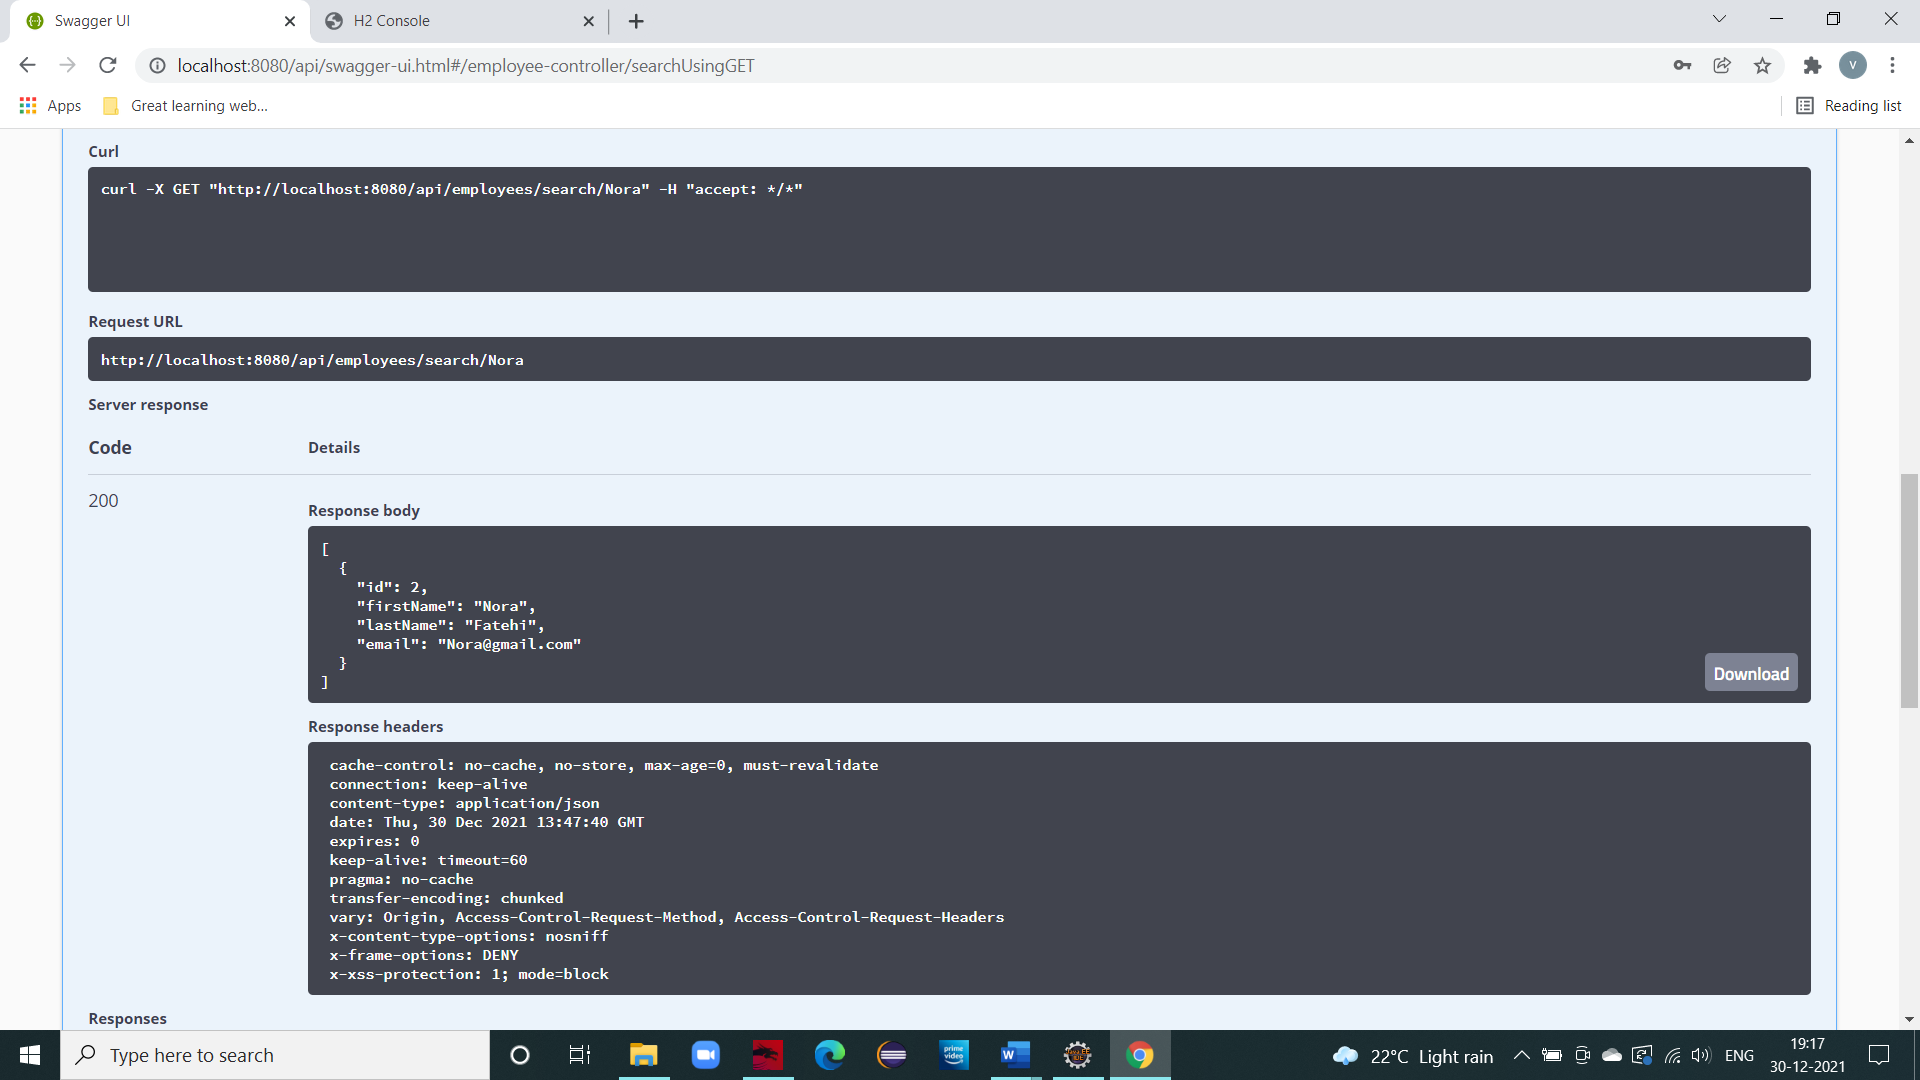 Swagger UI
H2 Console
localhost:8080/api/swagger-ui.html#/employee-controller/searchUsingGET
V
Apps
Great learning web...
Reading list
Curl
curl -X GET "http://localhost:8080/api/employees/search/Nora" -H "accept: */*"
Request URL
http://localhost:8080/api/employees/search/Nora
Server response
Code Details
200
Response body
[
  {
    "id": 2,
    "firstName": "Nora",
    "lastName": "Fatehi",
    "email": "Nora@gmail.com"
  }
]
Download
Response headers
cache-control: no-cache, no-store, max-age=0, must-revalidate
connection: keep-alive
content-type: application/json
date: Thu, 30 Dec 2021 13:47:40 GMT
expires: 0
keep-alive: timeout=60
pragma: no-cache
transfer-encoding: chunked
vary: Origin, Access-Control-Request-Method, Access-Control-Request-Headers
x-content-type-options: nosniff
x-frame-options: DENY
x-xss-protection: 1; mode=block
Responses
Type here to search
prime video
W
22°C Light rain
ENG
19:17
30-12-2021